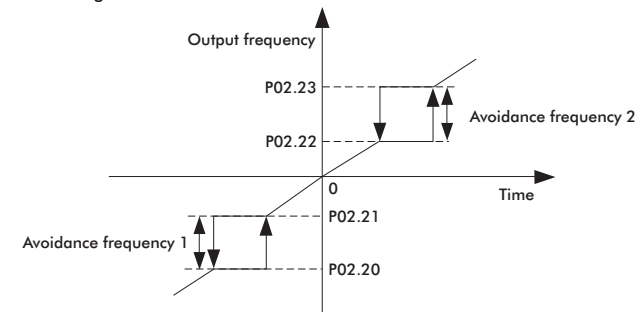 Output frequency
P02.23
Avoidance frequency 2
P02.22
0
Time
P02.21
Avoidance frequency 1
P02.20